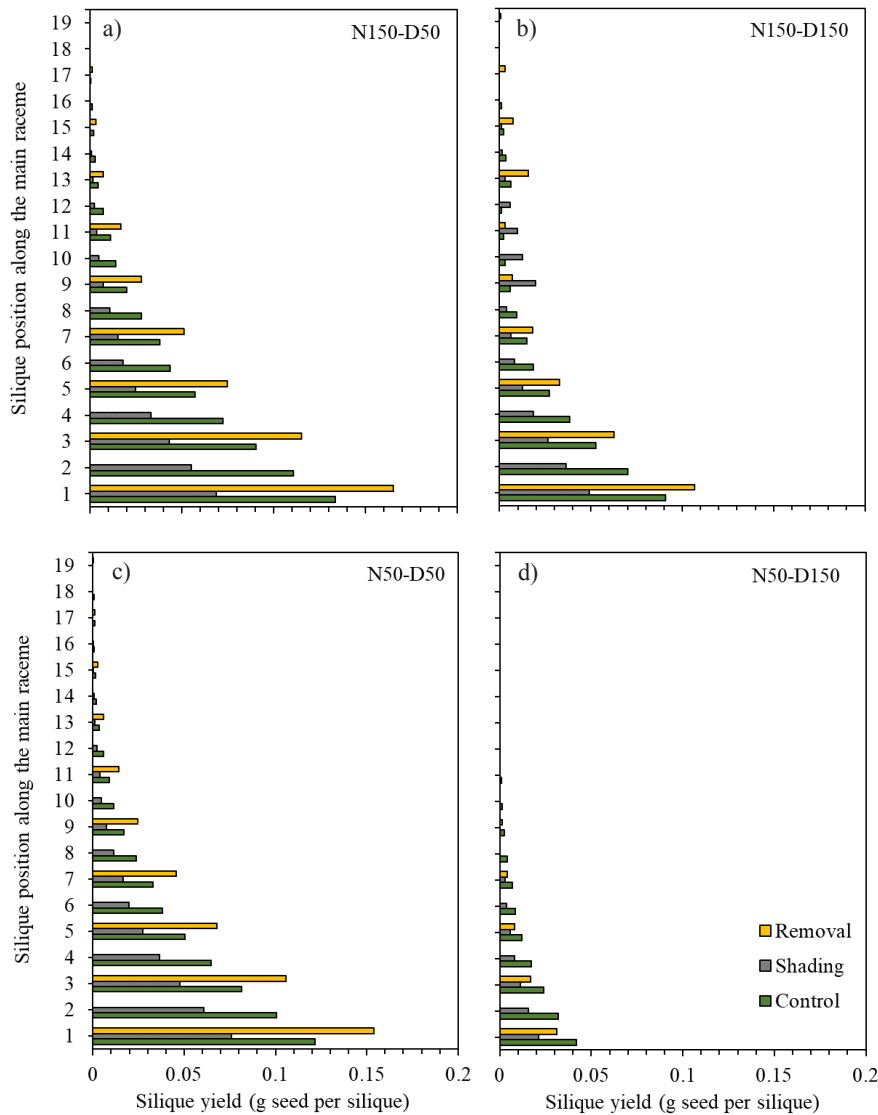 a)
N150-D50
19
18
17
16
15
14
13
12
11
10
9
8
7
6
5
4
3
2
1
Silique position along the main raceme
b)
N150-D150
c)
N50-D50
19
18
17
16
15
14
13
12
11
10
9
8
7
6
5
4
3
2
1
Silique position along the main raceme
0 0.05 0.1 0.15 0.2
Silique yield (g seed per silique)
d)
N50-D150
Removal
Shading
Control
0 0.05 0.1 0.15 0.2
Silique yield (g seed per silique)